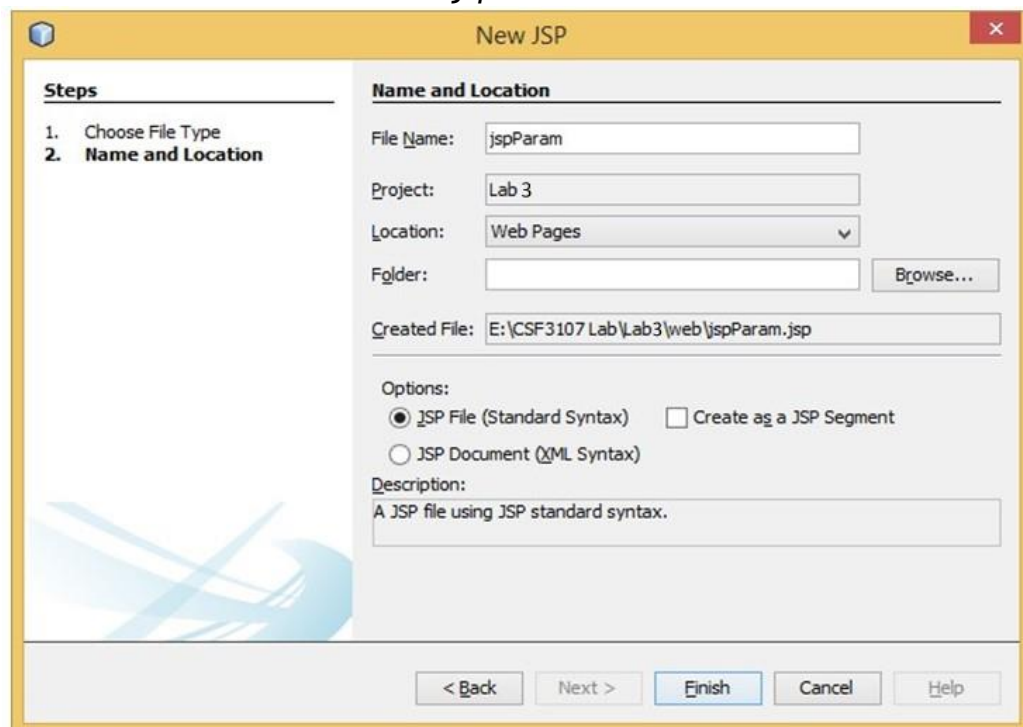 New JSP
Steps
1. Choose File Type
2. Name and Location
Name and Location
File Name: jspParam
Project: Lab 3
Location: Web Pages
Folder: Browse...
Created File: E:\CSF3107 Lab\Lab3\web\jspParam.jsp
Options:
JSP File (Standard Syntax) Create as a JSP Segment
JSP Document (XML Syntax)
Description:
A JSP file using JSP standard syntax.
< Back Next > Finish Cancel Help